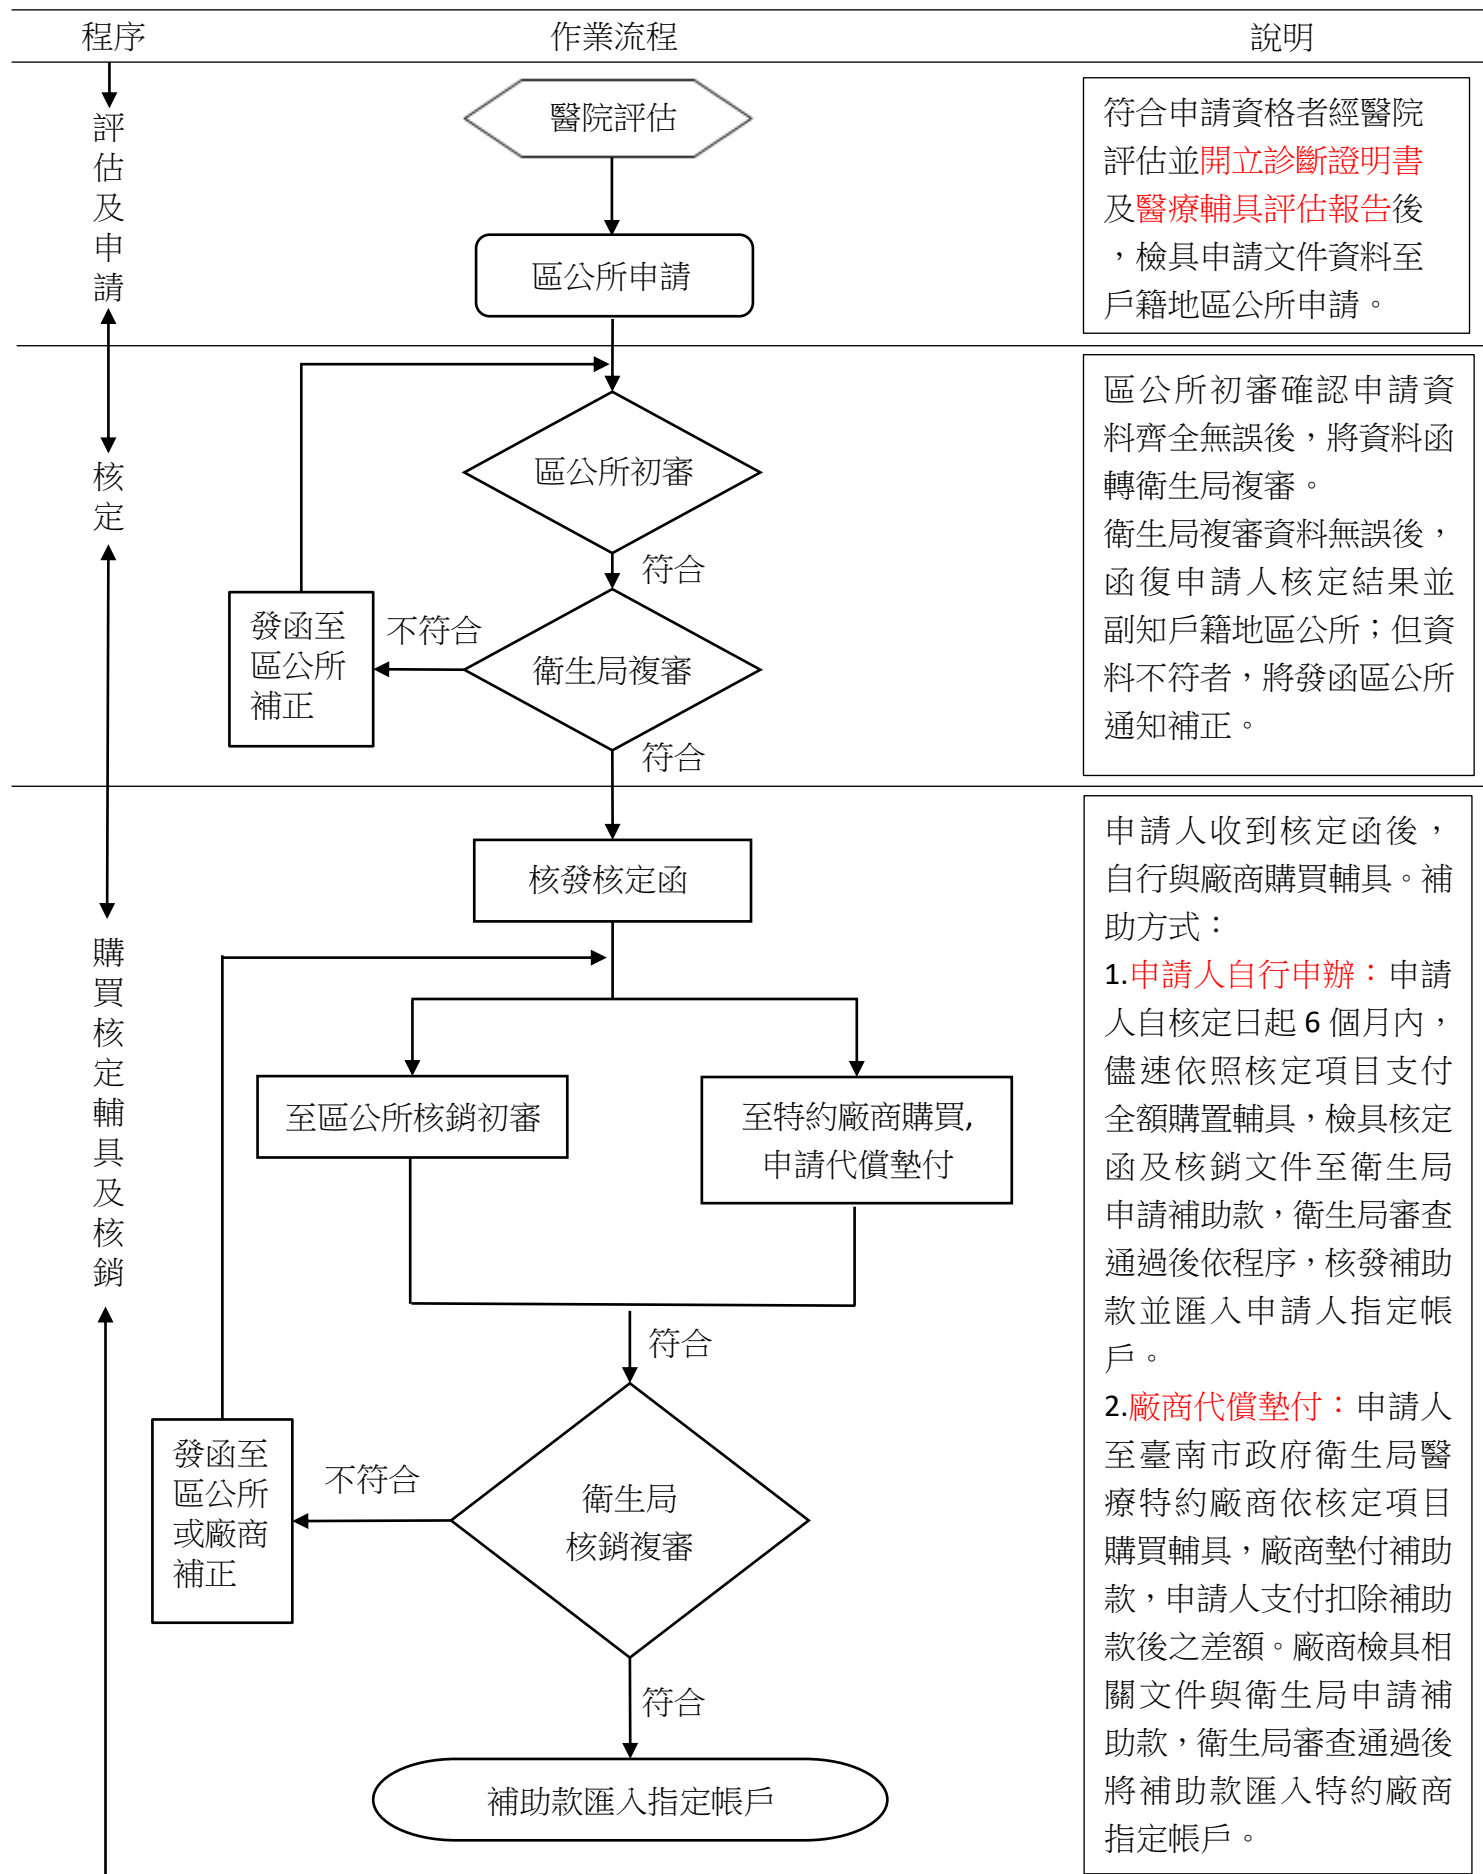 程序
作業流程
說明
評估及申請
醫院評估
區公所申請
符合申請資格者經醫院
評估並開立診斷證明書
及醫療輔具評估報告後
，檢具申請文件資料至
戶籍地區公所申請。
核定
區公所初審
符合
衛生局複審
不符合
發函至
區公所
補正
符合
區公所初審確認申請資
料齊全無誤後，將資料函
轉衛生局複審。
衛生局複審資料無誤後，
函復申請人核定結果並
副知戶籍地區公所；但資
料不符者，將發函區公所
通知補正。
購買核定輔具及核銷
核發核定函
至區公所核銷初審
至特約廠商購買,
申請代償墊付
符合
衛生局
核銷複審
不符合
發函至
區公所
或廠商
補正
符合
補助款匯入指定帳戶
申請人收到核定函後，
自行與廠商購買輔具。補
助方式：
1.申請人自行申辦：申請
人自核定日起 6 個月內，
儘速依照核定項目支付
全額購置輔具，檢具核定
函及核銷文件至衛生局
申請補助款，衛生局審查
通過後依程序，核發補助
款並匯入申請人指定帳
戶。
2.廠商代償墊付：申請人
至臺南市政府衛生局醫
療特約廠商依核定項目
購買輔具，廠商墊付補助
款，申請人支付扣除補助
款後之差額。廠商檢具相
關文件與衛生局申請補
助款，衛生局審查通過後
將補助款匯入特約廠商
指定帳戶。